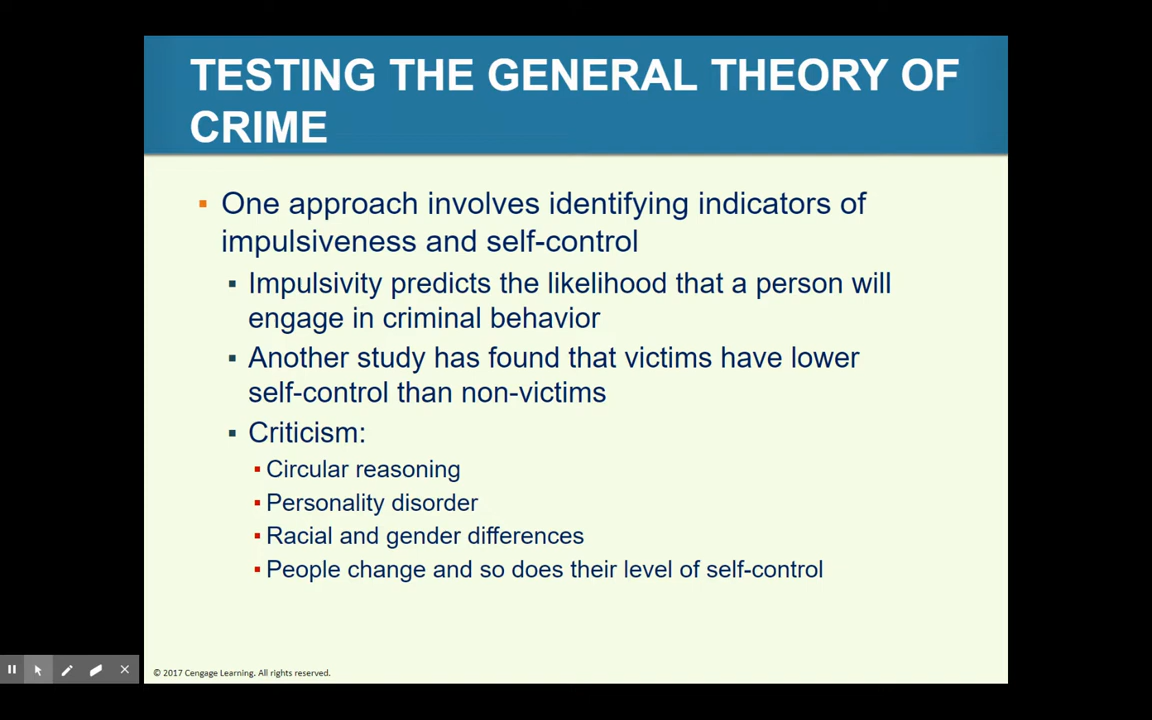 TESTING THE GENERAL THEORY OF
CRIME
One approach involves identifying indicators of
impulsiveness and self-control
Impulsivity predicts the likelihood that a person will
engage in criminal behavior
Another study has found that victims have lower
self-control than non-victims
Criticism:
Circular reasoning
Personality disorder
Racial and gender differences
People change and so does their level of self-control
© 2017 Cengage Learning. All rights reserved.